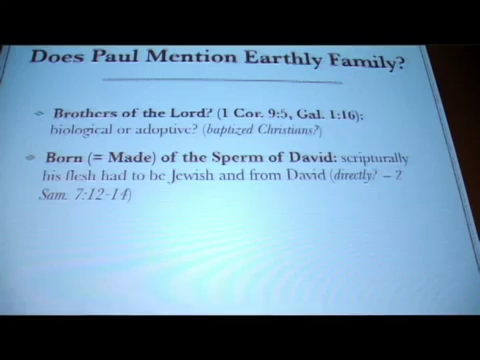 Does Paul Mention Earthly Family?
Brothers of the Lord? (1 Cor. 9:5, Gal. 1:16):
biological or adoptive? (baptized Christians?)
Born (= Made) of the Sperm of David: scripturally
his flesh had to be Jewish and from David (directly? – 2
Sam. 7:12-14)